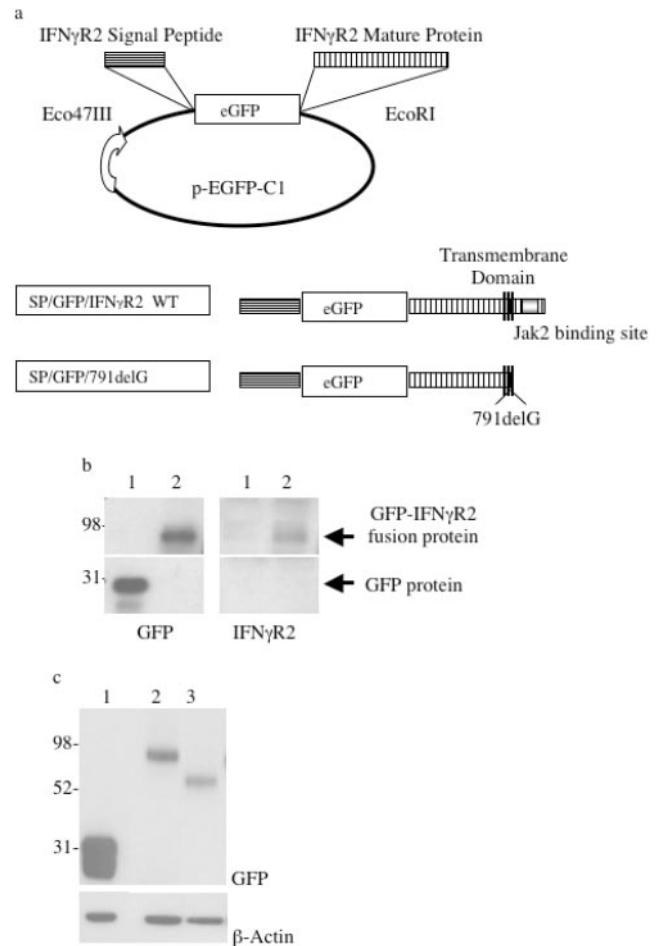 a
IFNγR2 Signal Peptide IFNγR2 Mature Protein
Eco47III eGFP EcoRI
p-EGFP-C1
Transmembrane
Domain
SP/GFP/IFNγR2 WT eGFP
Jak2 binding site
SP/GFP/791delG eGFP
791delG
b
1 2 1 2
98- GFP-IFNγR2
fusion protein
31- GFP protein
GFP IFNγR2
c
1 2 3
98-
52-
31-
GFP
β-Actin